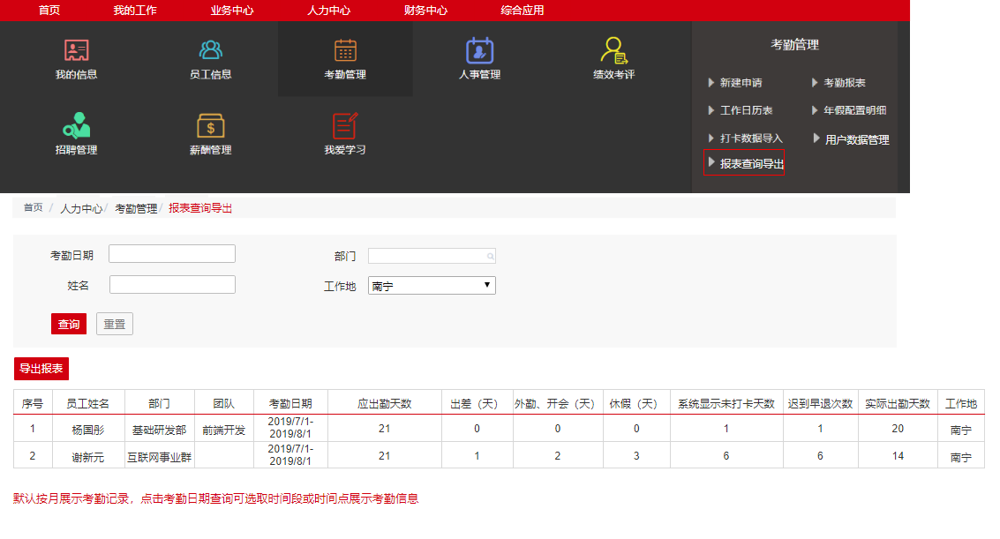 首页 我的工作 业务中心 人力中心 财务中心 综合应用
我的信息 员工信息 考勤管理 人事管理 绩效考评
招聘管理 薪酬管理 我爱学习
考勤管理
新建申请 考勤报表
工作日历表 年假配置明细
打卡数据导入 用户数据管理
报表查询导出
首页 / 人力中心 / 考勤管理 / 报表查询导出
考勤日期 部门
姓名 工作地 南宁
查询 重置
导出报表
序号 员工姓名 部门 团队 考勤日期 应出勤天数 出差（天） 外勤、开会（天） 休假（天） 系统显示未打卡天数 迟到早退次数 实际出勤天数 工作地
1 杨国彤 基础研发部 前端开发 2019/7/1-2019/8/1 21 0 0 0 1 1 20 南宁
2 谢新元 互联网事业群 2019/7/1-2019/8/1 21 1 2 3 6 6 14 南宁
默认按月展示考勤记录，点击考勤日期查询可选取时间段或时间点展示考勤信息